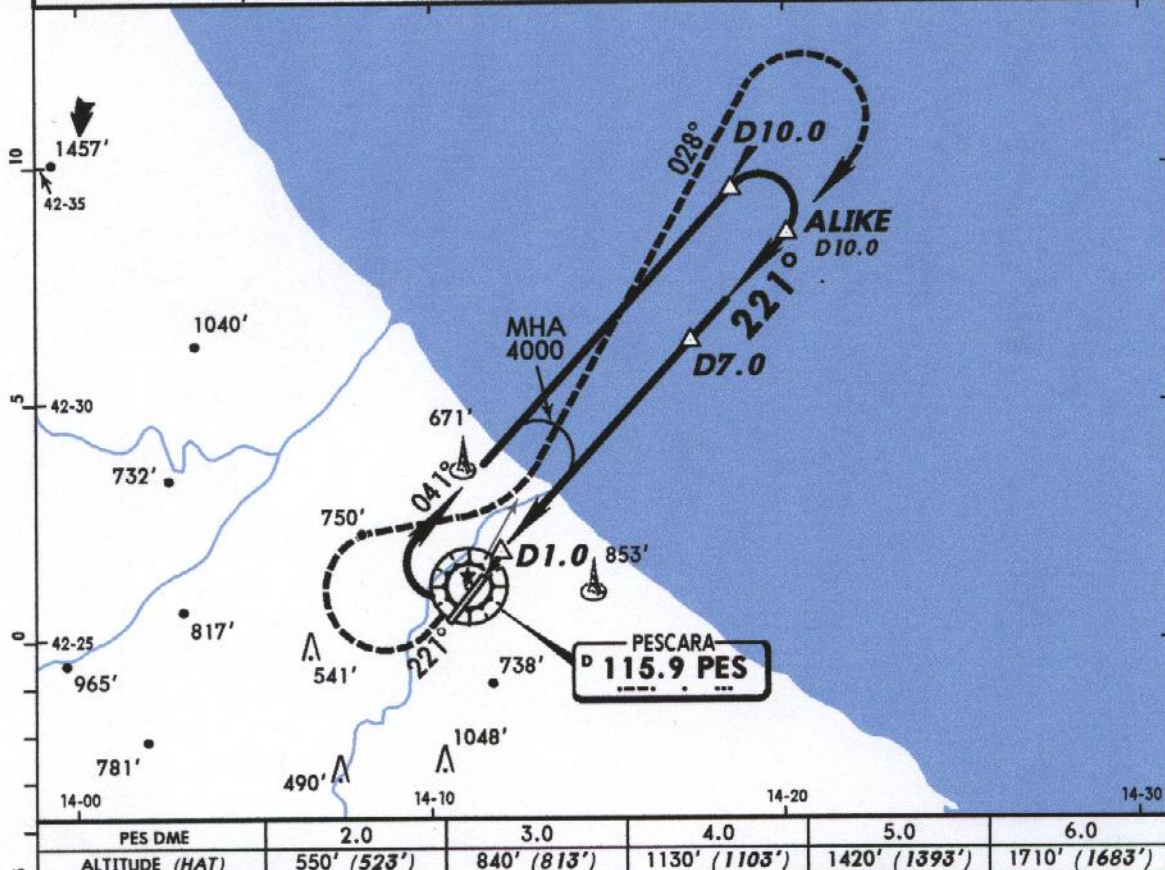 028°
D10.0
10
1457'
42-35
ALIKE
D10.0
221°
1040'
MHA
4000
D7.0
5
42-30
671'
732'
041°
750'
D1.0
853'
0
42-25
817'
221°
PESCARA
D 115.9 PES
965'
541'
738'
781'
490'
1048'
14-00
14-10
14-20
14-30
PES DME 2.0 3.0 4.0 5.0 6.0
ALTITUDE (HAT) 550' (523') 840' (813') 1130' (1103') 1420' (1393') 1710' (1683')